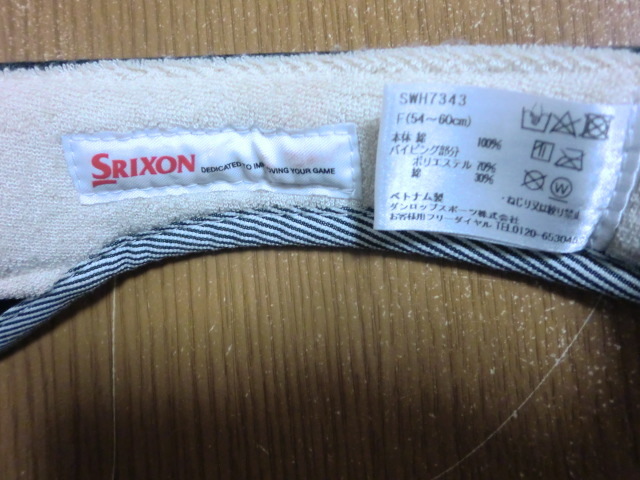 SRIXON DEDICATED TO IMPROVING YOUR GAME
SWH7343
F(54～60cm)
本体 綿 100%
パイピング部分
ポリエステル 70%
綿 30%
・ねじり又は絞り禁止
ベトナム製
ダンロップスポーツ株式会社
お客様用フリーダイヤル TEL.0120-653045